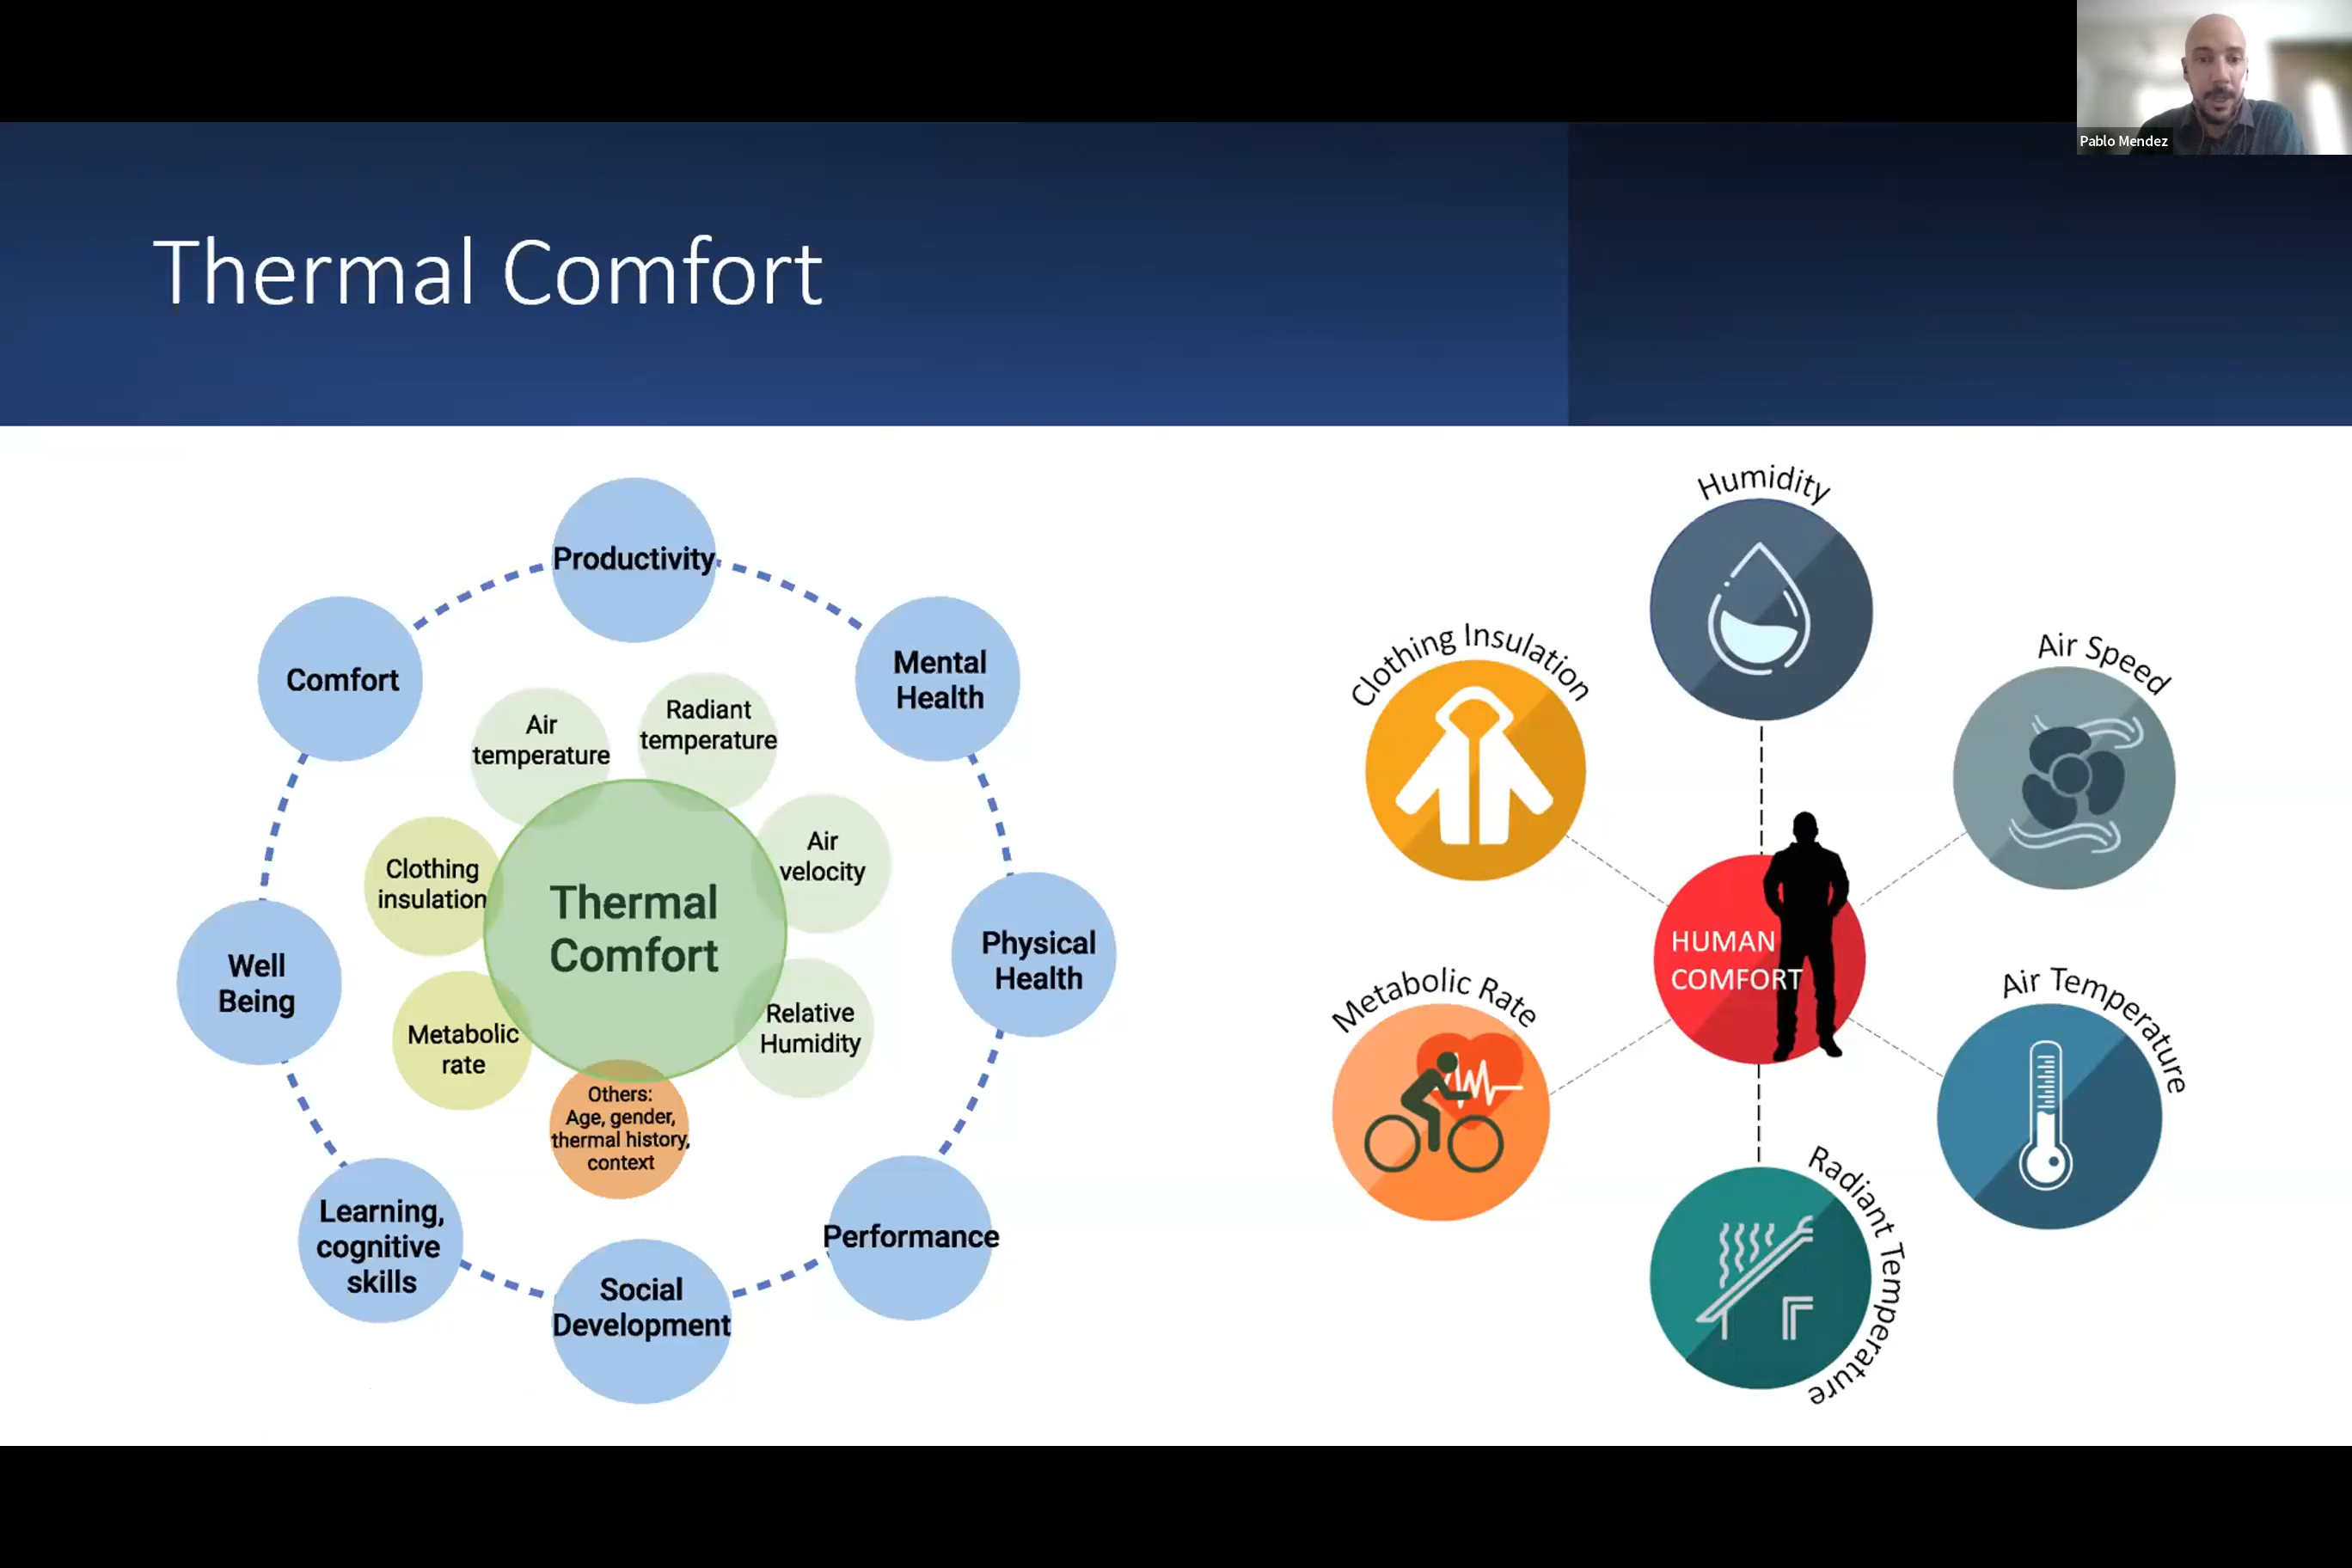 Pablo Mendez
Thermal Comfort
Productivity
Comfort
Mental
Health
Air
temperature
Radiant
temperature
Clothing
insulation
Air
velocity
Thermal
Comfort
Well
Being
Physical
Health
Metabolic
rate
Relative
Humidity
Others:
Age, gender,
thermal history,
context
Learning,
cognitive
skills
Performance
Social
Development
Humidity
Clothing Insulation
Air Speed
HUMAN
COMFORT
Metabolic Rate
Air Temperature
Radiant Temperature